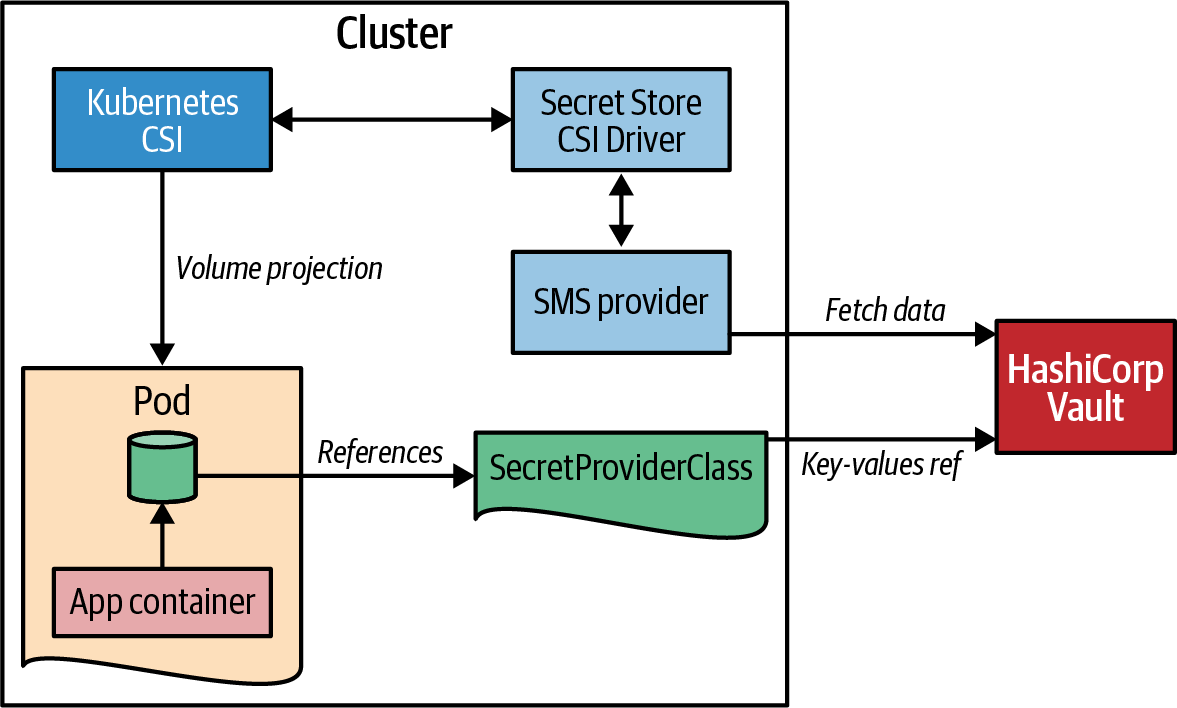 Cluster
Kubernetes
CSI
Secret Store
CSI Driver
Volume projection
SMS provider
Fetch data
HashiCorp
Vault
Pod
References
SecretProviderClass
Key-values ref
App container